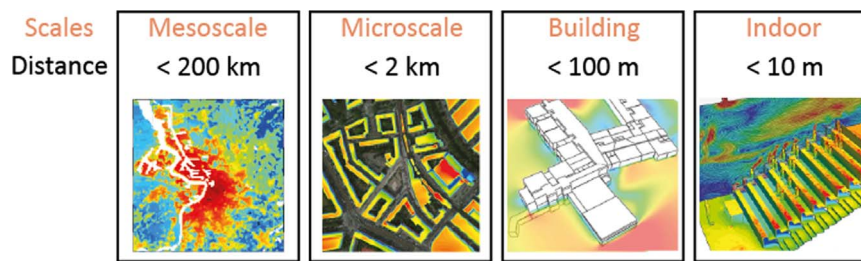 Scales Mesoscale Microscale Building Indoor
Distance < 200 km < 2 km < 100 m < 10 m